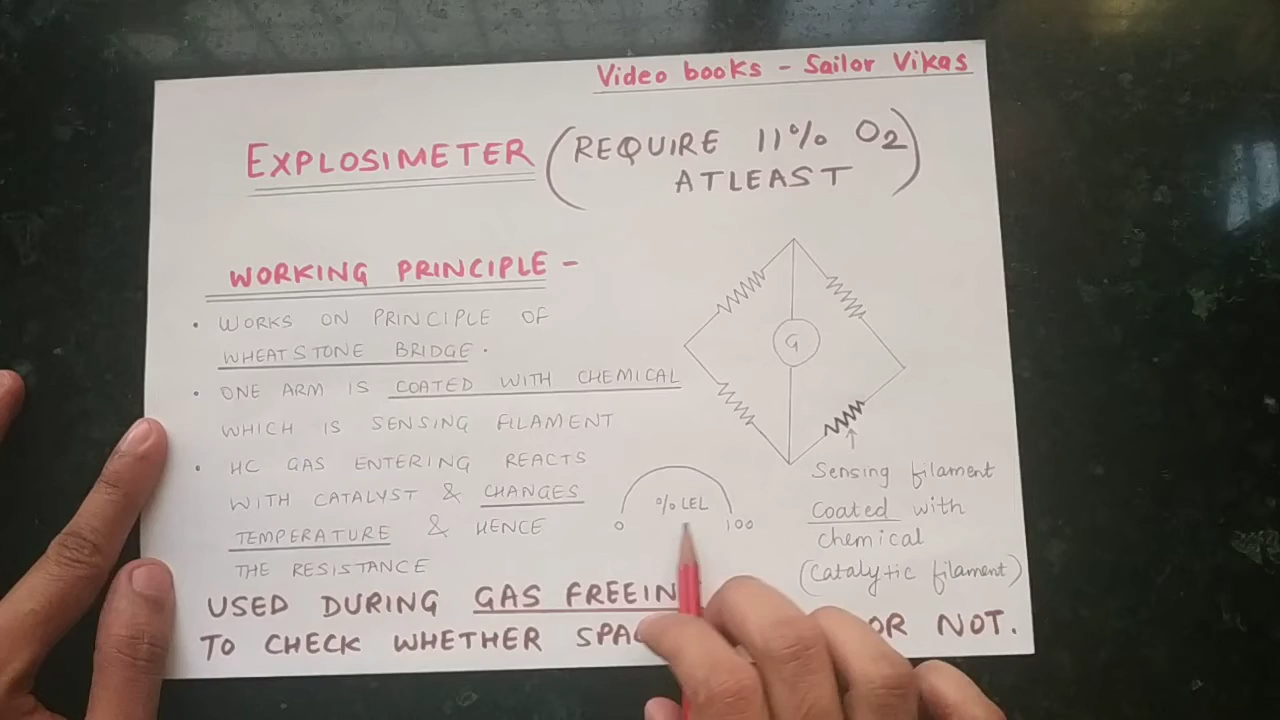 Video books - Sailor Vikas
EXPLOSIMETER (REQUIRE 11% O2
ATLEAST)
WORKING PRINCIPLE -
• WORKS ON PRINCIPLE OF
WHEATSTONE BRIDGE.
• ONE ARM IS COATED WITH CHEMICAL
WHICH IS SENSING FILAMENT
• HC GAS ENTERING REACTS
WITH CATALYST & CHANGES
TEMPERATURE & HENCE
THE RESISTANCE
G
Sensing filament
Coated with
chemical
(Catalytic filament)
% LEL
0 100
USED DURING GAS FREEIN
TO CHECK WHETHER OR NOT.